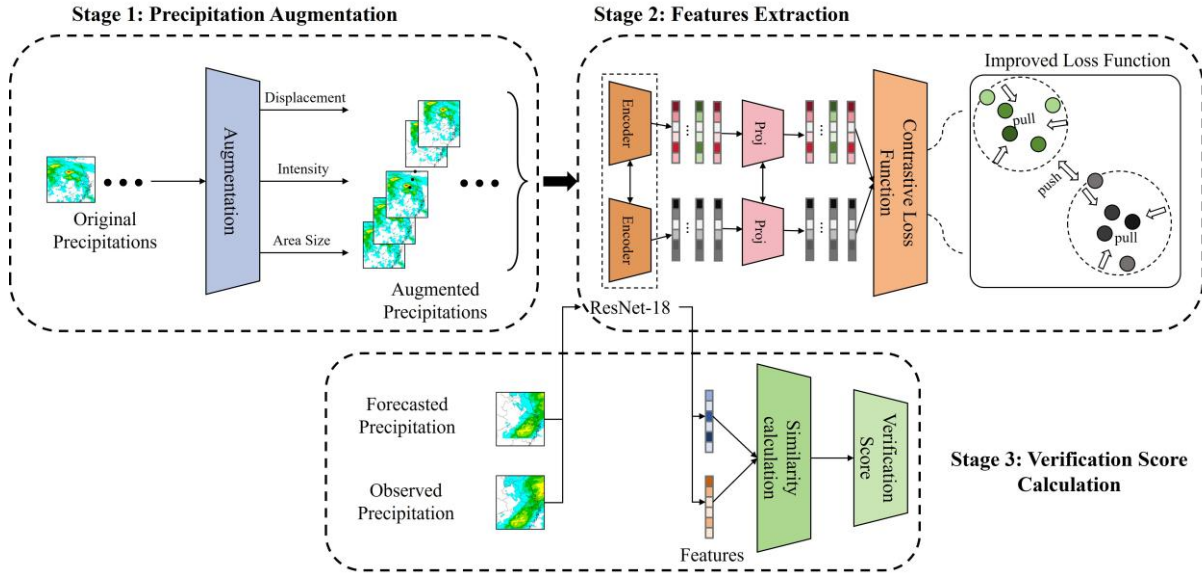 Stage 1: Precipitation Augmentation
Original
Precipitations
Augmentation
Displacement
Intensity
Area Size
Augmented
Precipitations
Stage 2: Features Extraction
Encoder
Encoder
Proj
Proj
Contrastive Loss
Function
Improved Loss Function
pull
push
pull
ResNet-18
Forecasted
Precipitation
Observed
Precipitation
Features
Similarity
calculation
Verification
Score
Stage 3: Verification Score
Calculation